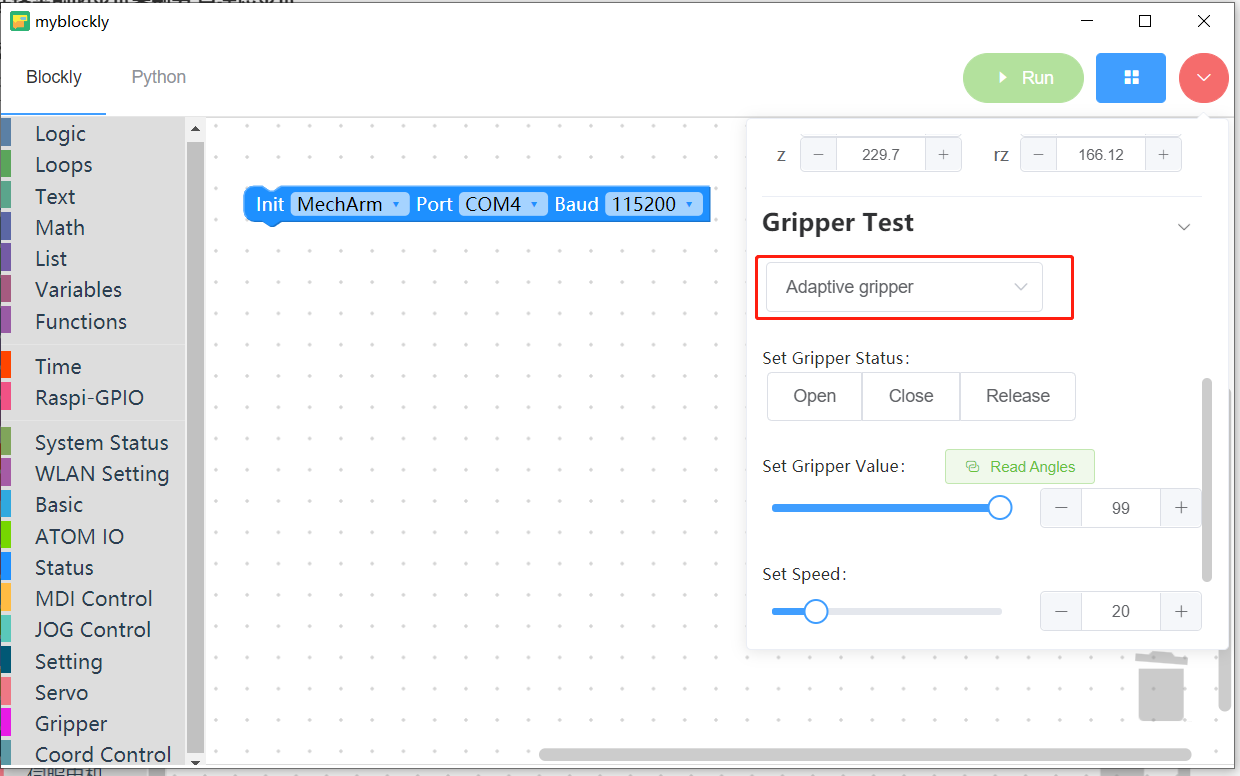 myblockly
Blockly Python Run
Logic
Loops
Text
Math
List
Variables
Functions
Time
Raspi-GPIO
System Status
WLAN Setting
Basic
ATOM IO
Status
MDI Control
JOG Control
Setting
Servo
Gripper
Coord Control
Init MechArm Port COM4 Baud 115200
z − 229.7 + rz − 166.12 +
Gripper Test
Adaptive gripper
Set Gripper Status:
Open Close Release
Set Gripper Value: Read Angles
− 99 +
Set Speed:
− 20 +